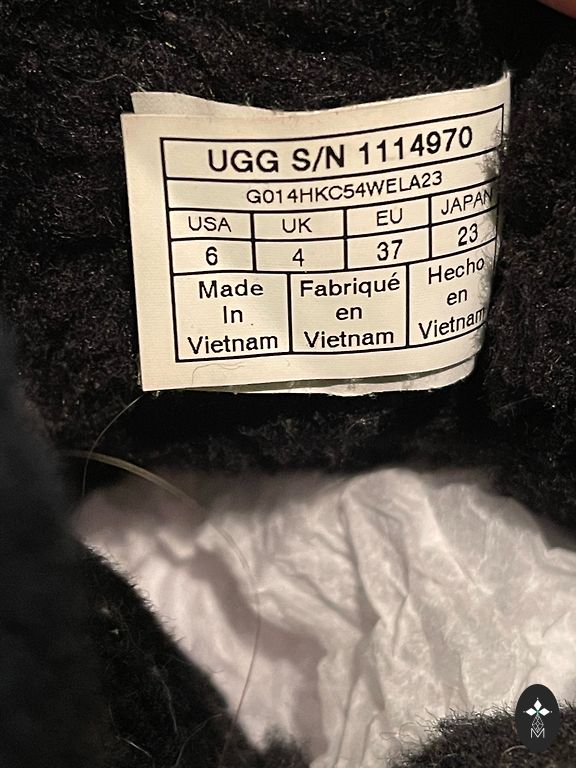 UGG S/N 1114970
G014HKC54WELA23
USA UK EU JAPAN
6 4 37 23
Made Fabriqué Hecho
In en en
Vietnam Vietnam Vietnam
M